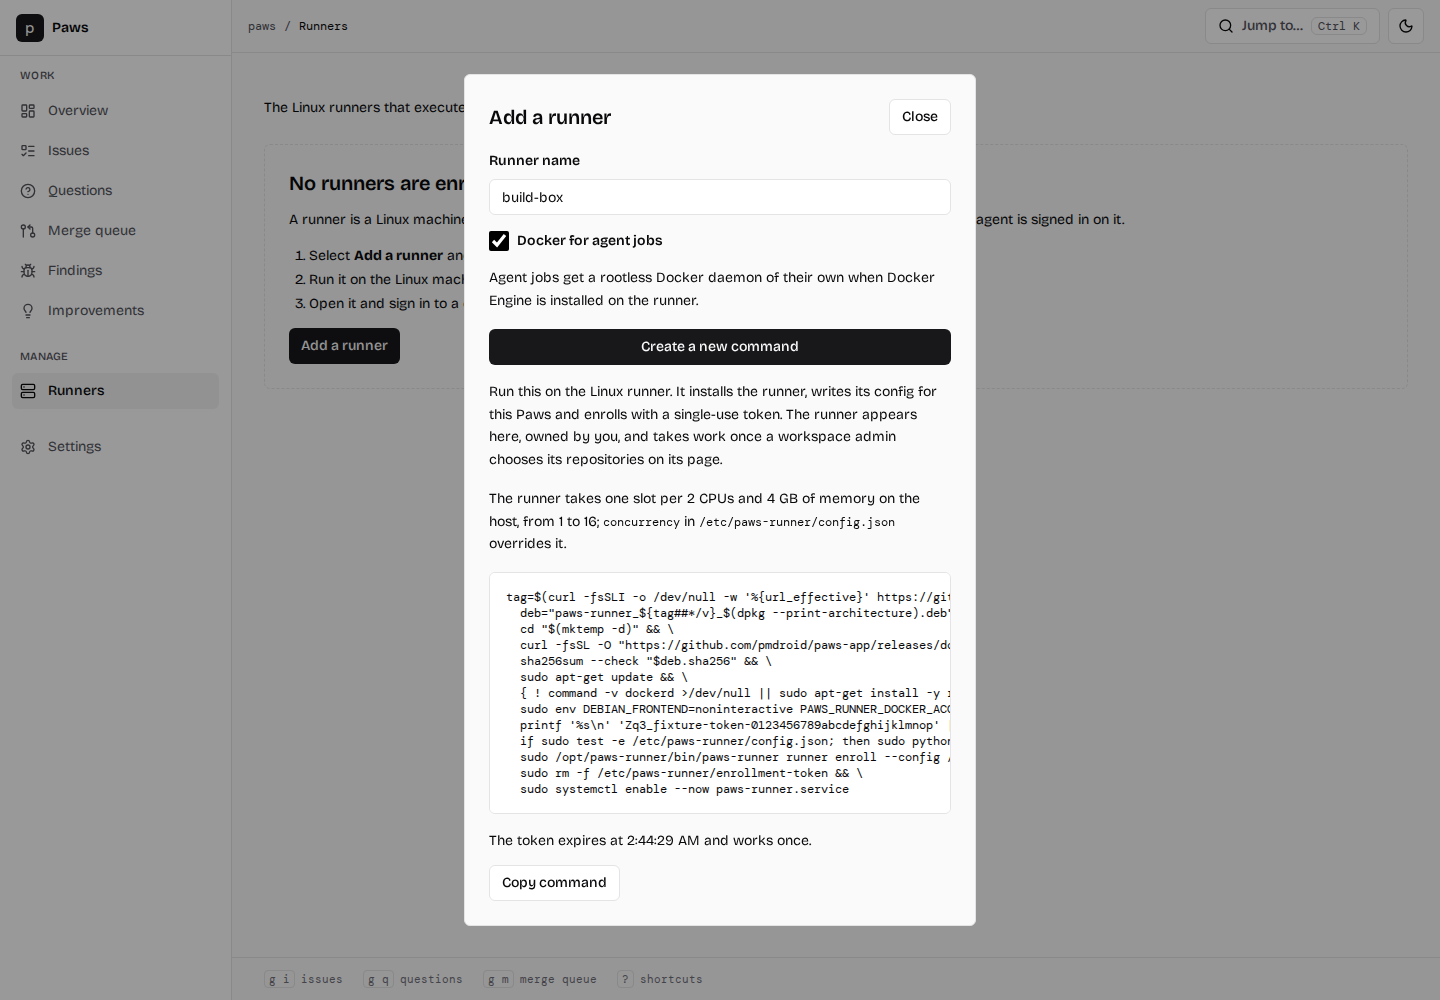 p Paws
paws / Runners
Jump to... Ctrl K
WORK
Overview
Issues
Questions
Merge queue
Findings
Improvements
MANAGE
Runners
Settings
The Linux runners that execute
No runners are enr
A runner is a Linux machine
agent is signed in on it.
1. Select Add a runner an
2. Run it on the Linux mac
3. Open it and sign in to a
Add a runner
Add a runner
Close
Runner name
build-box
Docker for agent jobs
Agent jobs get a rootless Docker daemon of their own when Docker
Engine is installed on the runner.
Create a new command
Run this on the Linux runner. It installs the runner, writes its config for
this Paws and enrolls with a single-use token. The runner appears
here, owned by you, and takes work once a workspace admin
chooses its repositories on its page.
The runner takes one slot per 2 CPUs and 4 GB of memory on the
host, from 1 to 16; concurrency in /etc/paws-runner/config.json
overrides it.
tag=$(curl -fsSLI -o /dev/null -w '%{url_effective}' https://git
deb="paws-runner_${tag##*/v}_$(dpkg --print-architecture).deb"
cd "$(mktemp -d)" && \
curl -fsSL -O "https://github.com/pmdroid/paws-app/releases/do
sha256sum --check "$deb.sha256" && \
sudo apt-get update && \
{ ! command -v dockerd >/dev/null || sudo apt-get install -y
sudo env DEBIAN_FRONTEND=noninteractive PAWS_RUNNER_DOCKER_ACC
printf '%s\n' 'Zq3_fixture-token-0123456789abcdefghijklmnop'
if sudo test -e /etc/paws-runner/config.json; then sudo python
sudo /opt/paws-runner/bin/paws-runner runner enroll --config /
sudo rm -f /etc/paws-runner/enrollment-token && \
sudo systemctl enable --now paws-runner.service
The token expires at 2:44:29 AM and works once.
Copy command
g i issues g q questions g m merge queue ? shortcuts